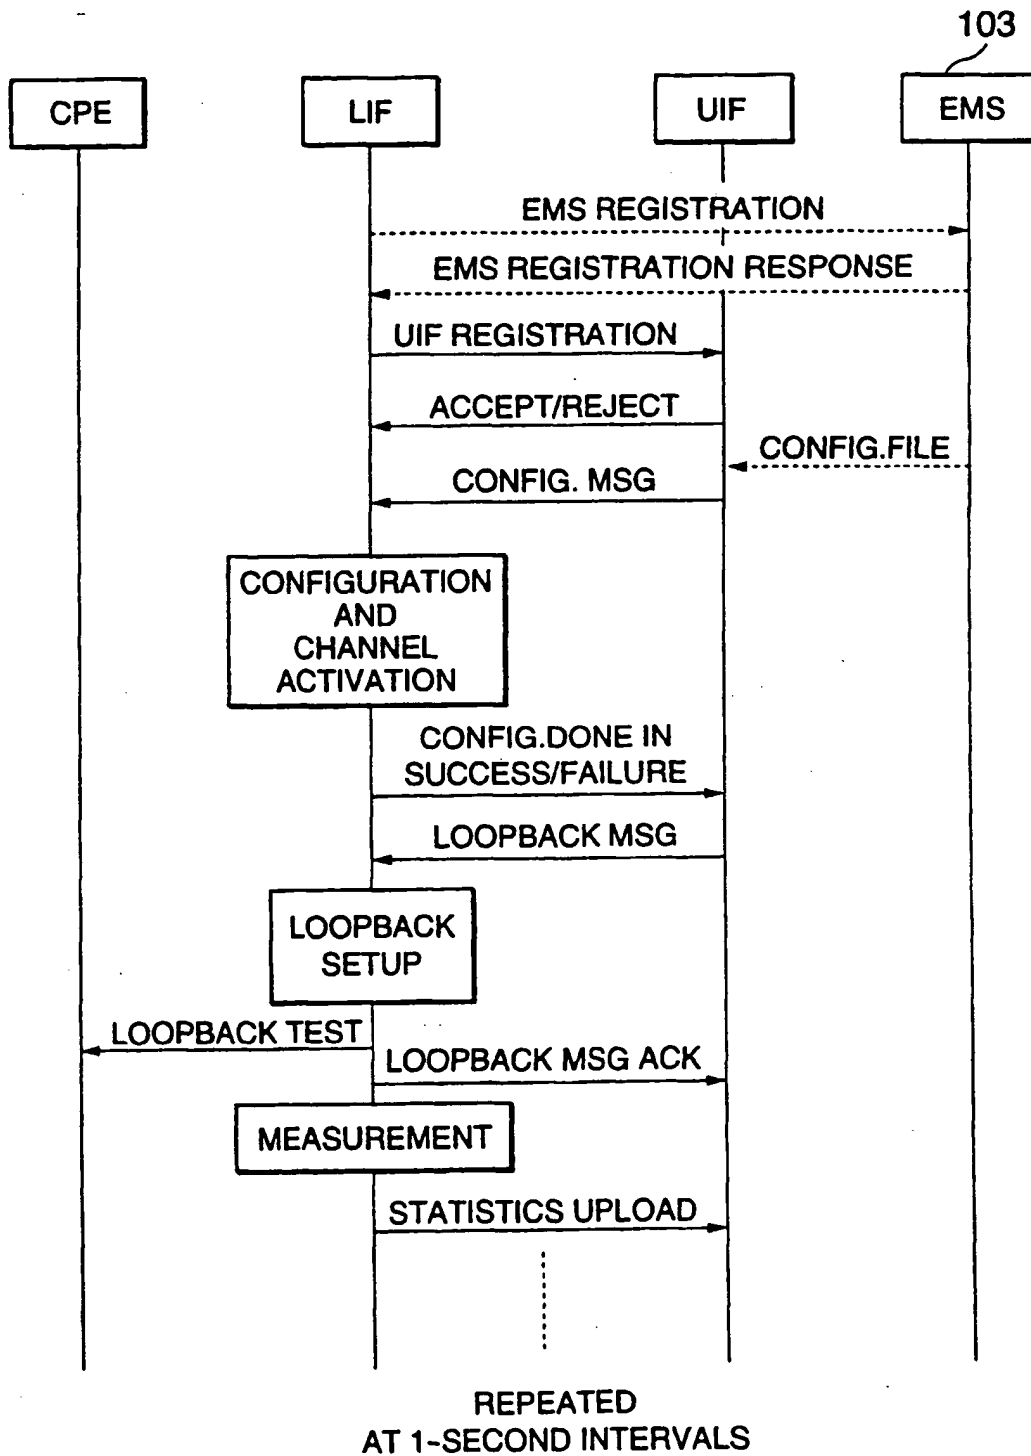 103
CPE
LIF
UIF
EMS
EMS REGISTRATION
EMS REGISTRATION RESPONSE
UIF REGISTRATION
ACCEPT/REJECT
CONFIG.FILE
CONFIG. MSG
CONFIGURATION
AND
CHANNEL
ACTIVATION
CONFIG.DONE IN
SUCCESS/FAILURE
LOOPBACK MSG
LOOPBACK
SETUP
LOOPBACK TEST
LOOPBACK MSG ACK
MEASUREMENT
STATISTICS UPLOAD
REPEATED
AT 1-SECOND INTERVALS